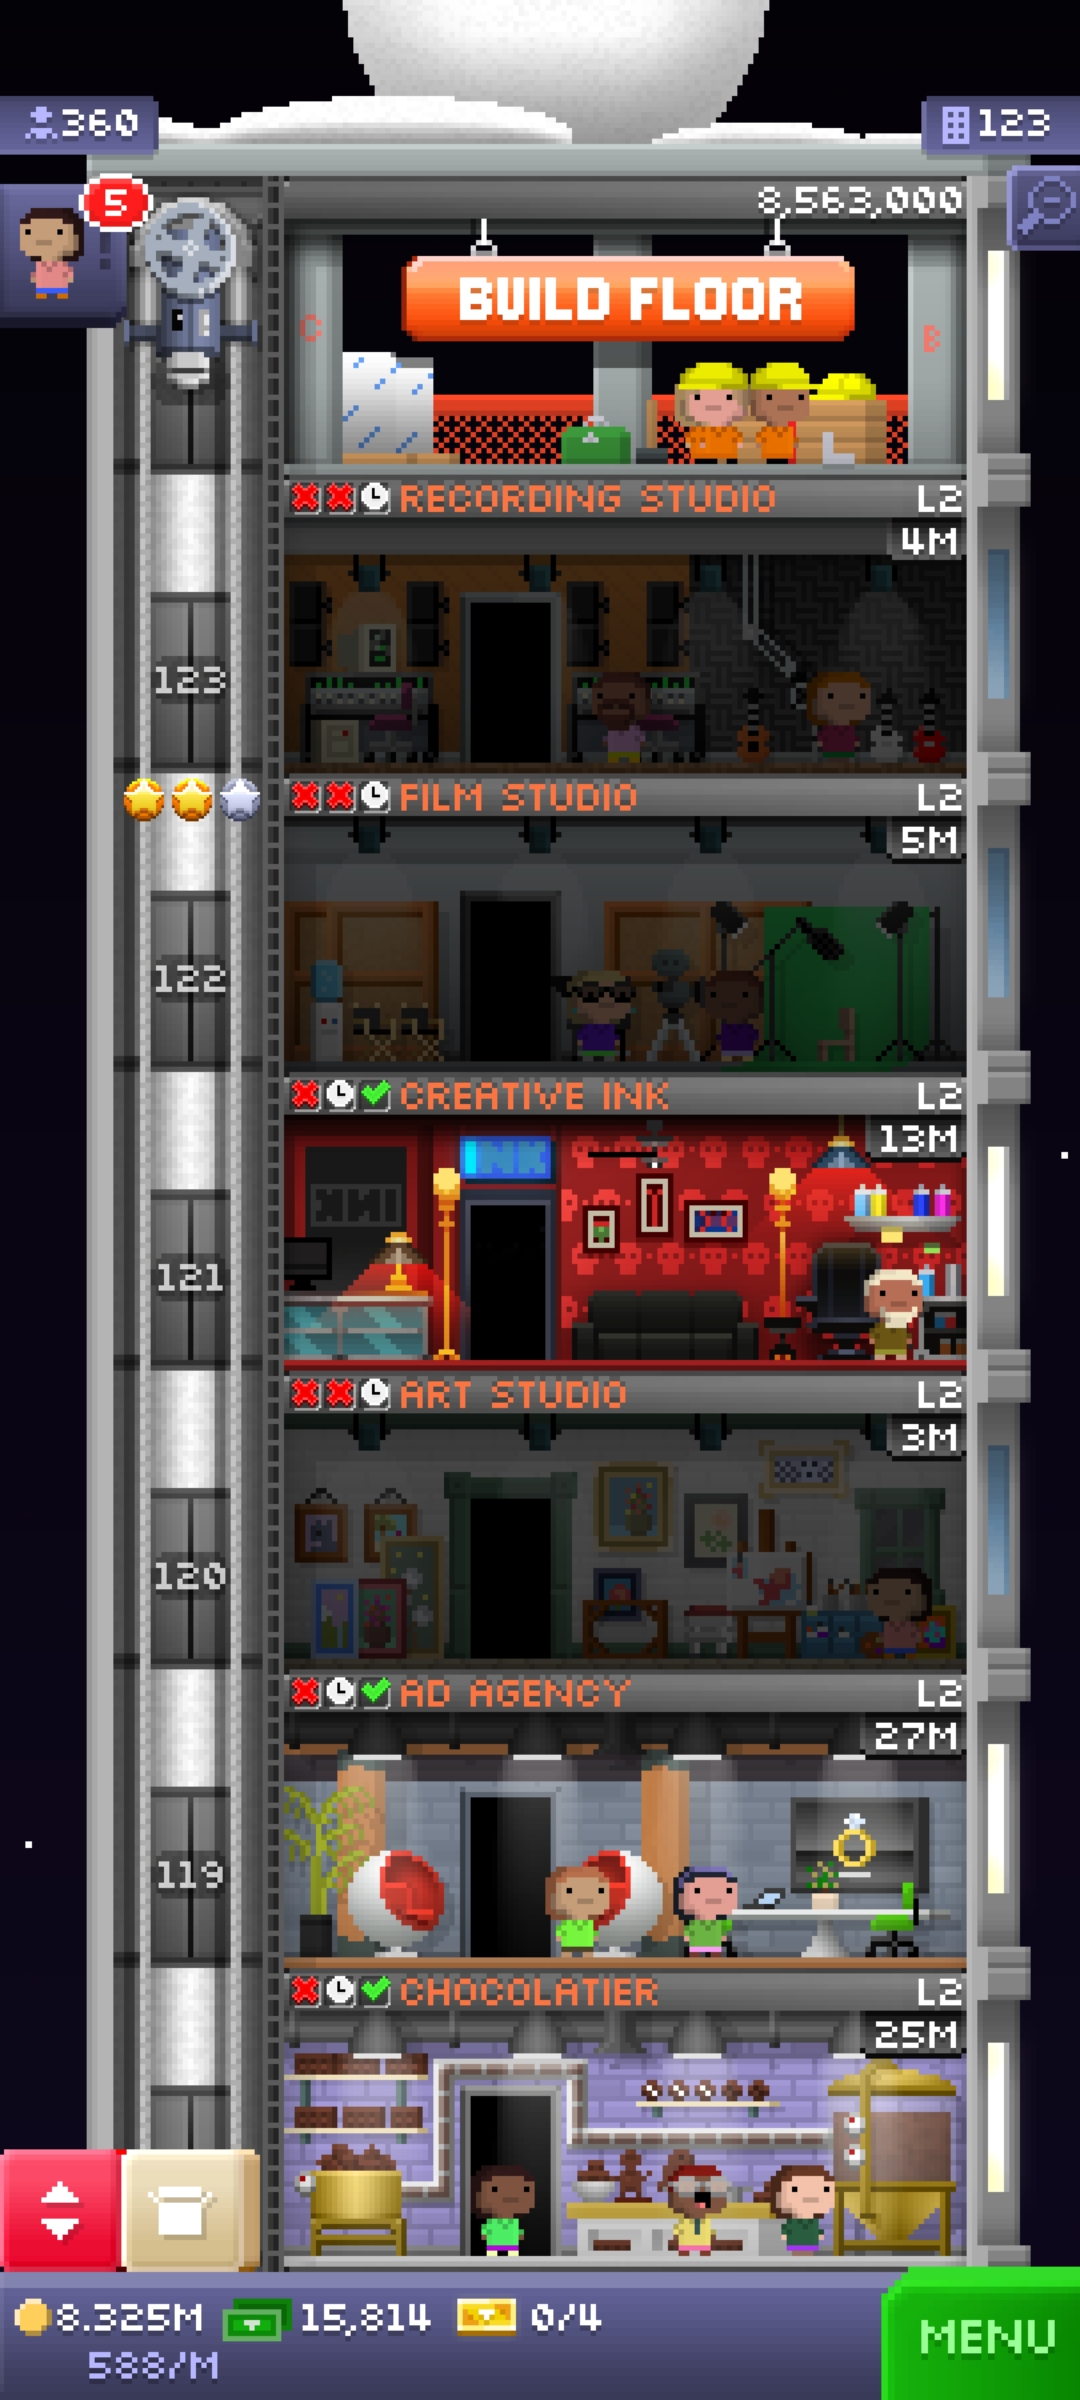 360
123
5
8,563,000
BUILD FLOOR
C
B
RECORDING STUDIO L2
4M
123
FILM STUDIO L2
5M
122
CREATIVE INK L2
13M
INK
INK
121
ART STUDIO L2
3M
120
AD AGENCY L2
27M
119
CHOCOLATIER L2
25M
8.325M 15,814 0/4
588/M
MENU